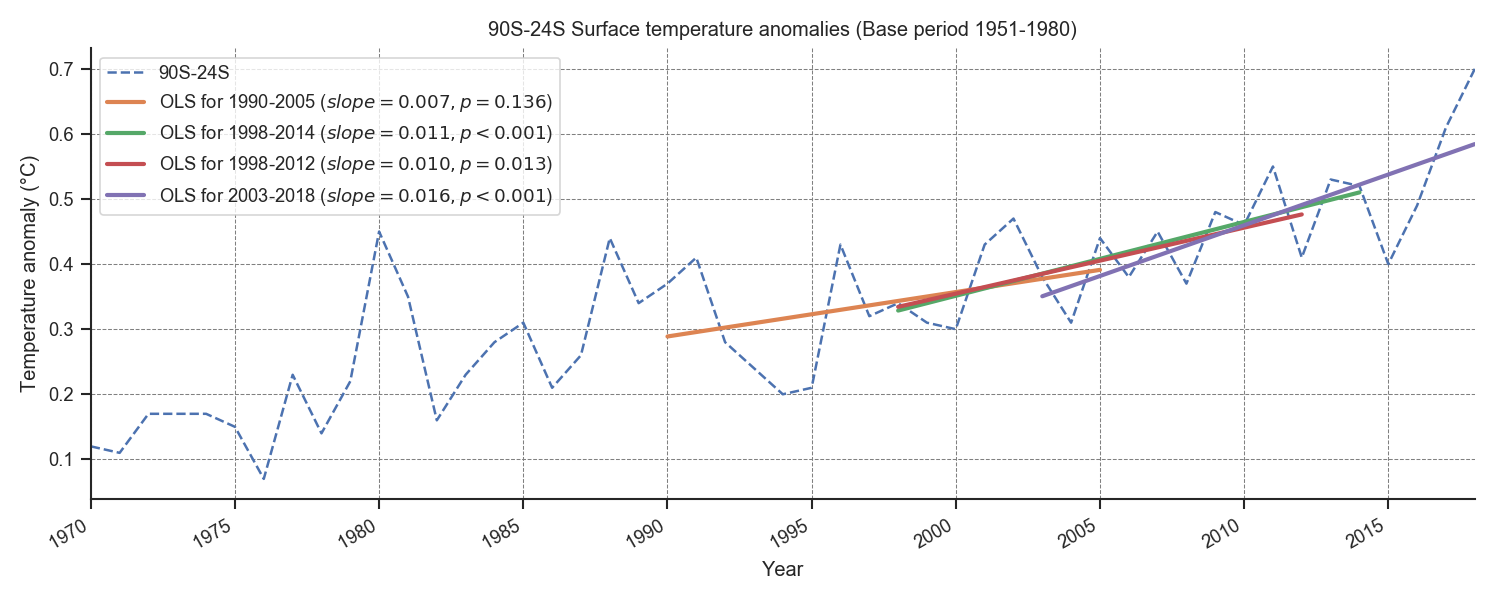 90S-24S Surface temperature anomalies (Base period 1951-1980)
90S-24S
OLS for 1990-2005 (slope = 0.007, p = 0.136)
OLS for 1998-2014 (slope = 0.011, p < 0.001)
OLS for 1998-2012 (slope = 0.010, p = 0.013)
OLS for 2003-2018 (slope = 0.016, p < 0.001)
Temperature anomaly (°C)
0.7
0.6
0.5
0.4
0.3
0.2
0.1
1970 1975 1980 1985 1990 1995 2000 2005 2010 2015
Year